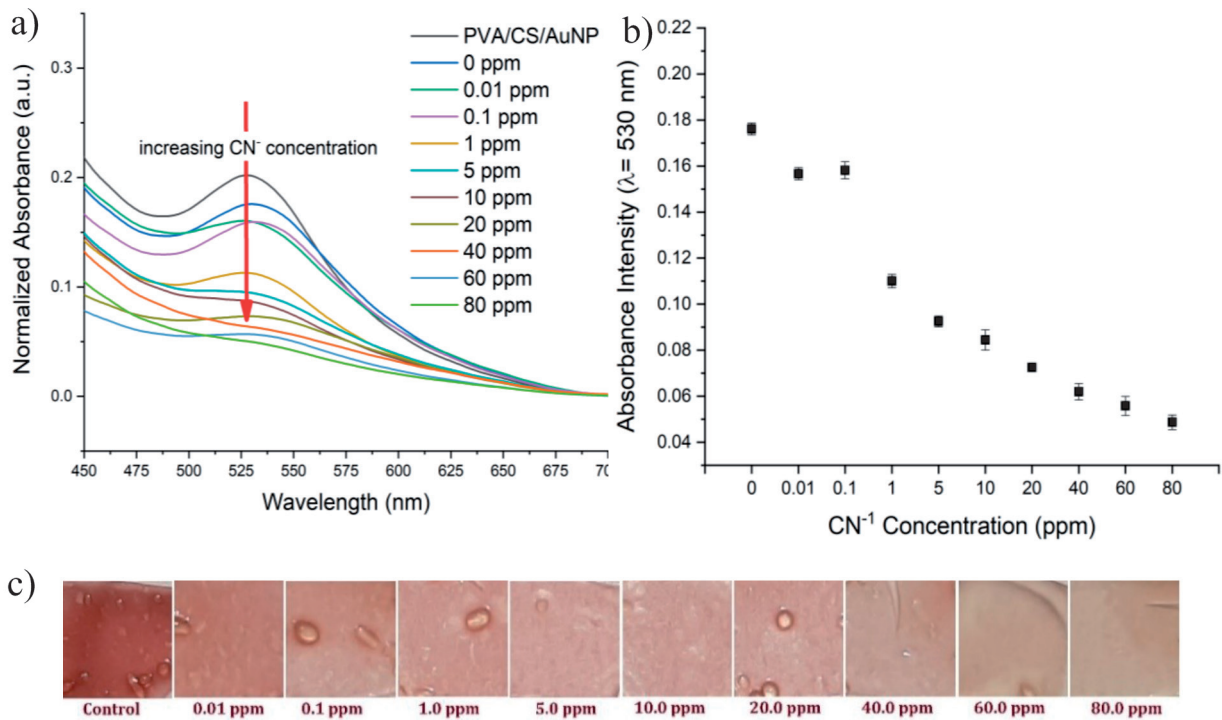 a)
Normalized Absorbance (a.u.)
0.3
0.2
0.1
0.0
increasing CN⁻ concentration
PVA/CS/AuNP
0 ppm
0.01 ppm
0.1 ppm
1 ppm
5 ppm
10 ppm
20 ppm
40 ppm
60 ppm
80 ppm
450 475 500 525 550 575 600 625 650 675 70
Wavelength (nm)
b)
Absorbance Intensity (λ= 530 nm)
0.20
0.18
0.16
0.14
0.12
0.10
0.08
0.06
0.04
0 0.01 0.1 1 5 10 20 40 60 80
CN⁻¹ Concentration (ppm)
c)
Control 0.01 ppm 0.1 ppm 1.0 ppm 5.0 ppm 10.0 ppm 20.0 ppm 40.0 ppm 60.0 ppm 80.0 ppm